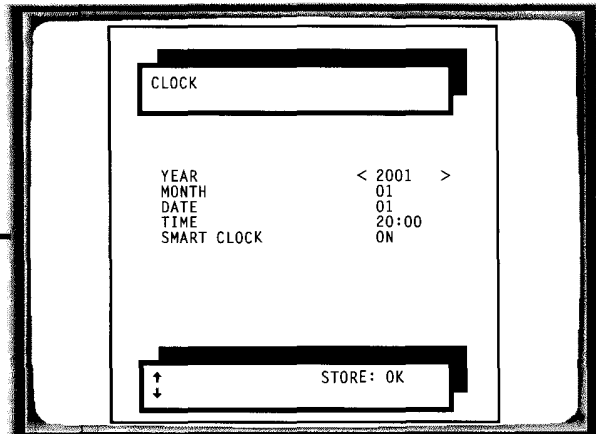 CLOCK
YEAR < 2001 >
MONTH 01
DATE 01
TIME 20:00
SMART CLOCK ON
↑ STORE: OK
↓